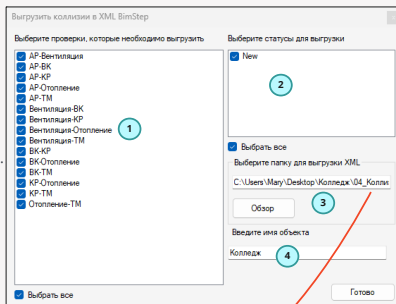 Выгрузить коллизии в XML BimStep
Выберите проверки, которые необходимо выгрузить
АР-Вентиляция
АР-ВК
АР-КР
АР-Отопление
АР-ТМ
Вентиляция-ВК
Вентиляция-КР
Вентиляция-Отопление
Вентиляция-ТМ
ВК-КР
ВК-Отопление
ВК-ТМ
КР-Отопление
КР-ТМ
Отопление-ТМ
1
Выбрать все
Выберите статусы для выгрузки
New
2
Выбрать все
Выберите папку для выгрузки XML
C:\Users\Mary\Desktop\Колледж\04_Колли
Обзор
3
Введите имя объекта
Колледж
4
Готово